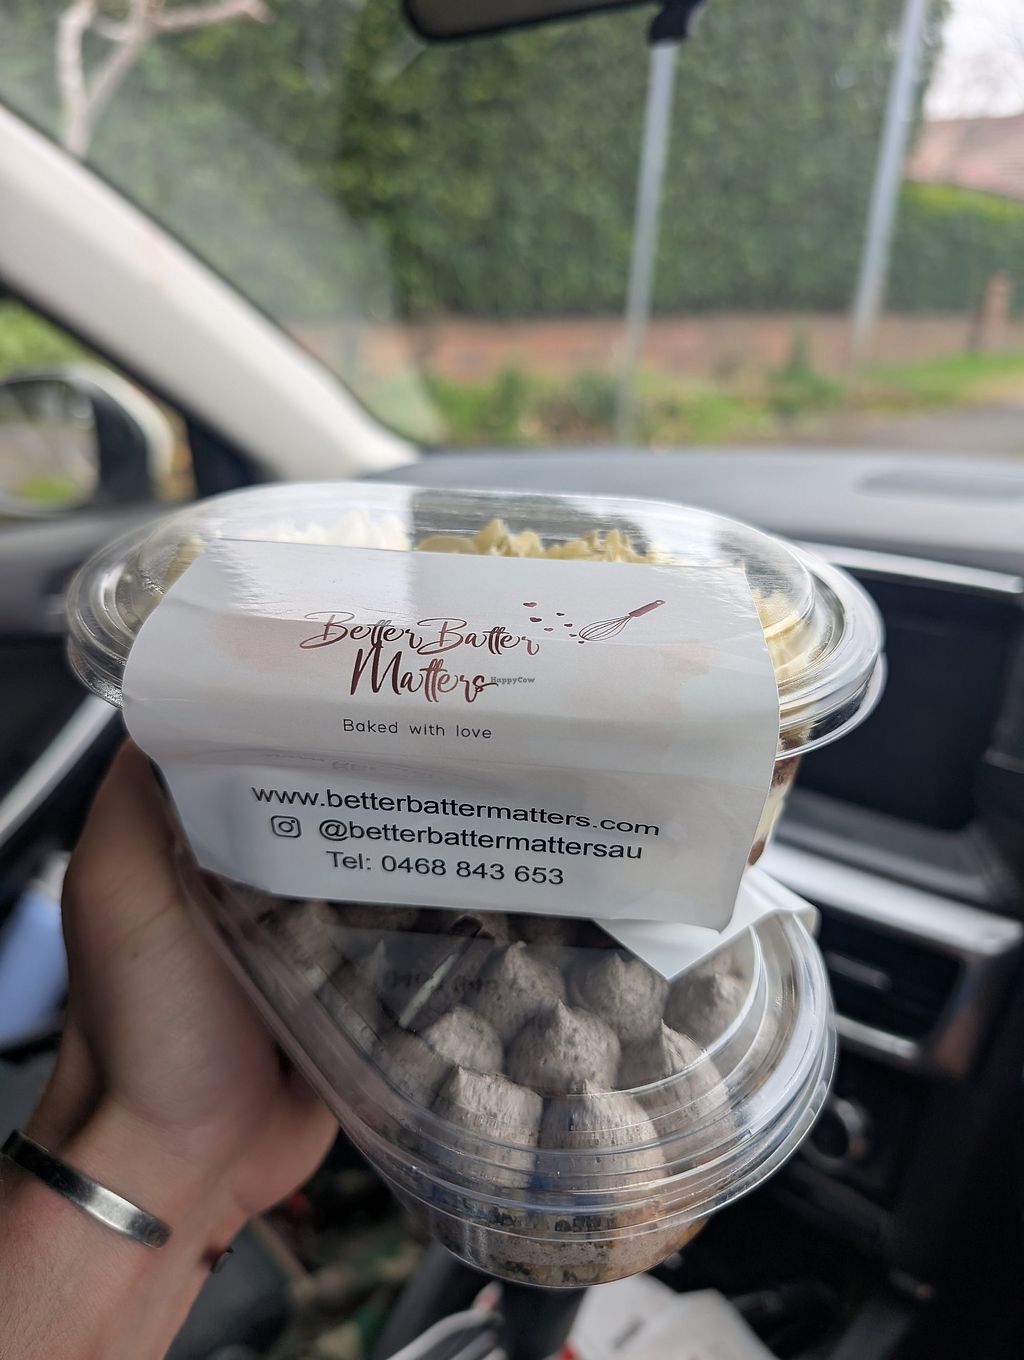 Better Batter
Matters
HappyCow
Baked with love
www.betterbattermatters.com
@betterbattermattersau
Tel: 0468 843 653